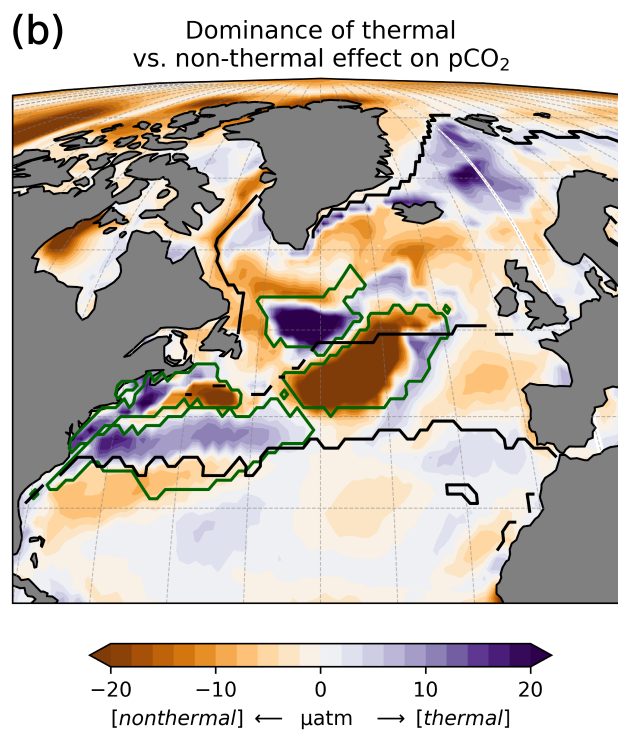 (b)
Dominance of thermal
vs. non-thermal effect on pCO₂
−20 −10 0 10 20
[nonthermal] ← μatm → [thermal]